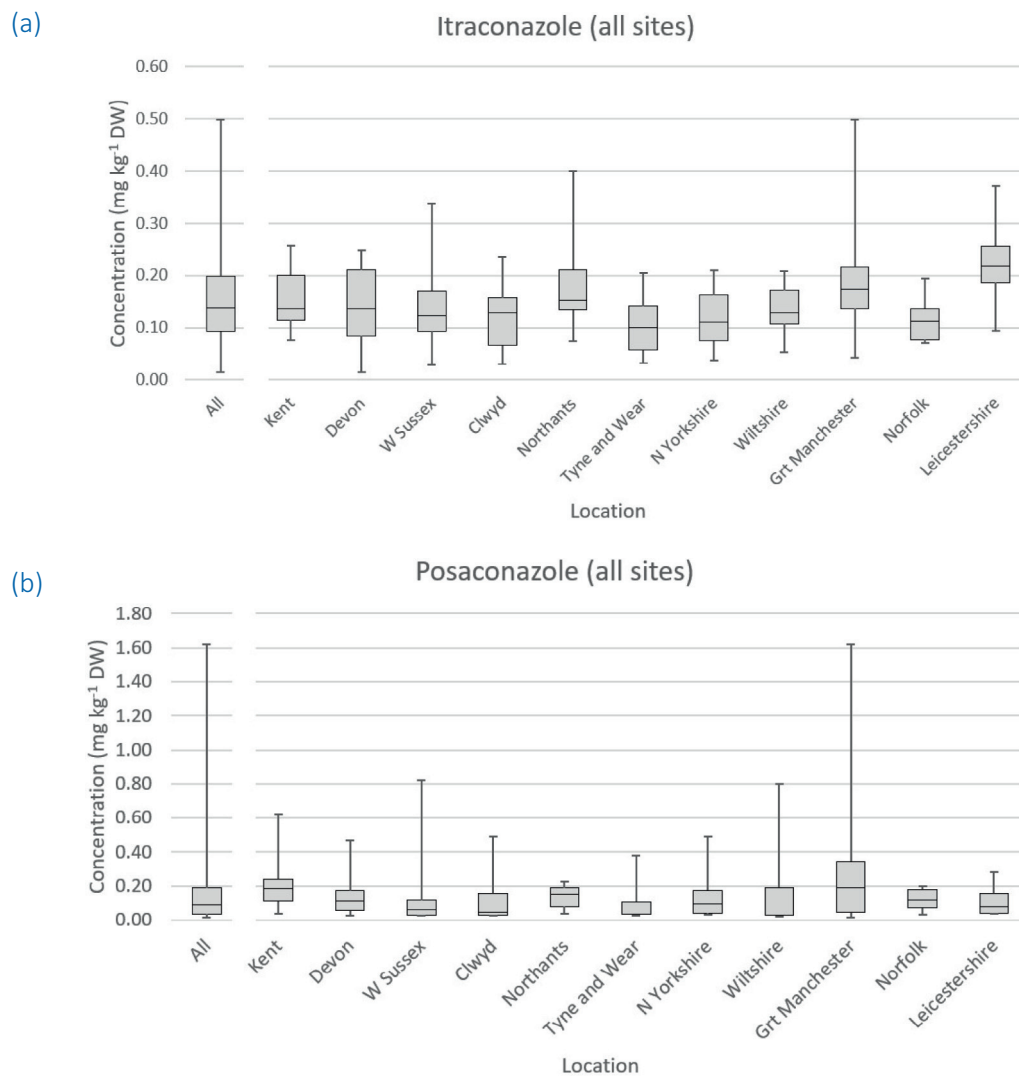 (a)
Itraconazole (all sites)
Concentration (mg kg⁻¹ DW)
0.60
0.50
0.40
0.30
0.20
0.10
0.00
All
Kent
Devon
W Sussex
Clwyd
Northants
Tyne and Wear
N Yorkshire
Wiltshire
Grt Manchester
Norfolk
Leicestershire
Location
(b)
Posaconazole (all sites)
Concentration (mg kg⁻¹ DW)
1.80
1.60
1.40
1.20
1.00
0.80
0.60
0.40
0.20
0.00
All
Kent
Devon
W Sussex
Clwyd
Northants
Tyne and Wear
N Yorkshire
Wiltshire
Grt Manchester
Norfolk
Leicestershire
Location